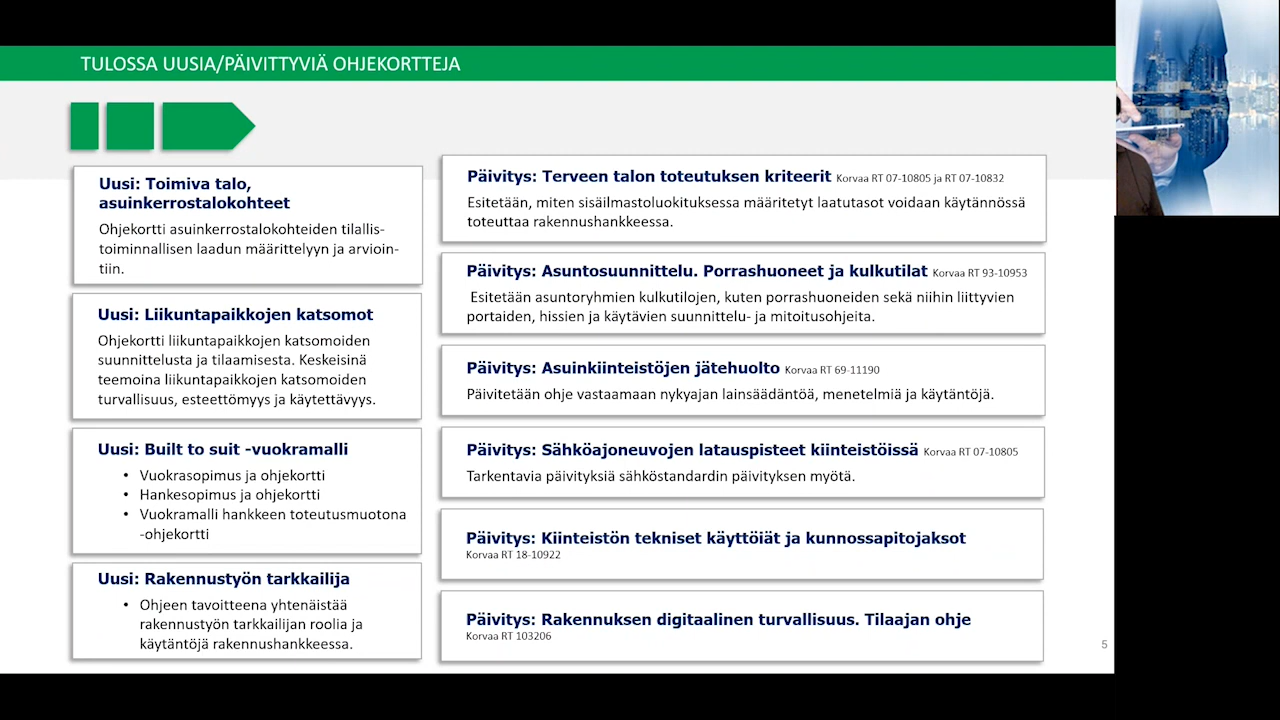 TULOSSA UUSIA/PÄIVITTYVIÄ OHJEKORTTEJA
Uusi: Toimiva talo,
asuinkerrostalokohteet
Ohjekortti asuinkerrostalokohteiden tilallis-
toiminnallisen laadun määrittelyyn ja arvioin-
tiin.
Uusi: Liikuntapaikkojen katsomot
Ohjekortti liikuntapaikkojen katsomoiden
suunnittelusta ja tilaamisesta. Keskeisinä
teemoina liikuntapaikkojen katsomoiden
turvallisuus, esteettömyys ja käytettävyys.
Uusi: Built to suit -vuokramalli
• Vuokrasopimus ja ohjekortti
• Hankesopimus ja ohjekortti
• Vuokramalli hankkeen toteutusmuotona
-ohjekortti
Uusi: Rakennustyön tarkkailija
• Ohjeen tavoitteena yhtenäistää
rakennustyön tarkkailijan roolia ja
käytäntöjä rakennushankkeessa.
Päivitys: Terveen talon toteutuksen kriteerit Korvaa RT 07-10805 ja RT 07-10832
Esitetään, miten sisäilmastoluokituksessa määritetyt laatutasot voidaan käytännössä
toteuttaa rakennushankkeessa.
Päivitys: Asuntosuunnittelu. Porrashuoneet ja kulkutilat Korvaa RT 93-10953
Esitetään asuntoryhmien kulkutilojen, kuten porrashuoneiden sekä niihin liittyvien
portaiden, hissien ja käytävien suunnittelu- ja mitoitusohjeita.
Päivitys: Asuinkiinteistöjen jätehuolto Korvaa RT 69-11190
Päivitetään ohje vastaamaan nykyajan lainsäädäntöä, menetelmiä ja käytäntöjä.
Päivitys: Sähköajoneuvojen latauspisteet kiinteistöissä Korvaa RT 07-10805
Tarkentavia päivityksiä sähköstandardin päivityksen myötä.
Päivitys: Kiinteistön tekniset käyttöiät ja kunnossapitojaksot
Korvaa RT 18-10922
Päivitys: Rakennuksen digitaalinen turvallisuus. Tilaajan ohje
Korvaa RT 103206
5